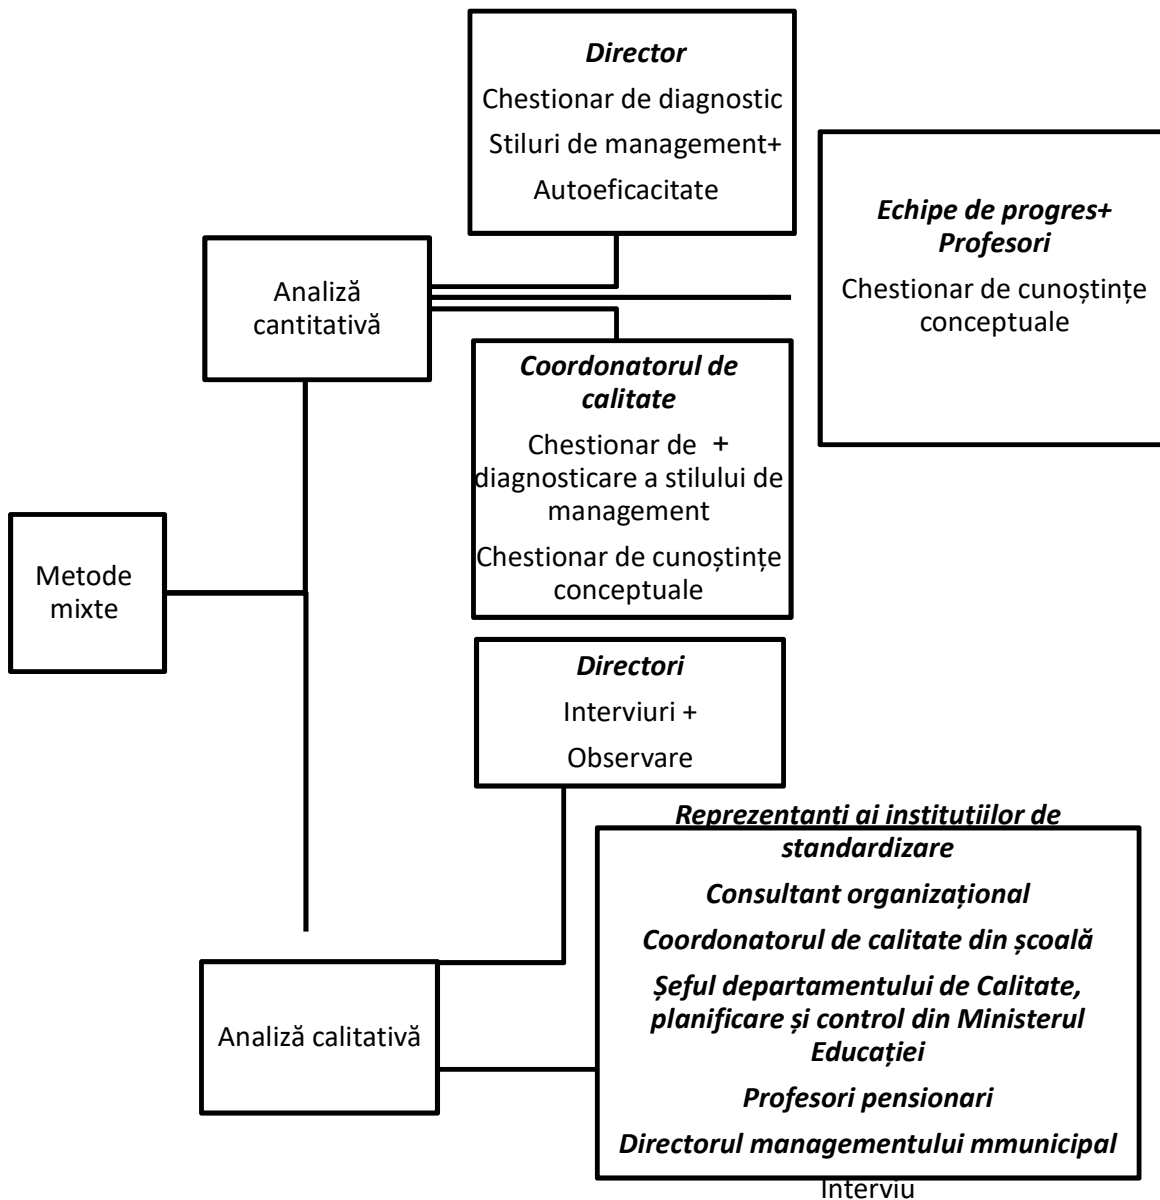 Director
Chestionar de diagnostic
Stiluri de management+
Autoeficacitate
Echipe de progres+
Profesori
Chestionar de cunoștințe
conceptuale
Analiză
cantitativă
Coordonatorul de
calitate
Chestionar de +
diagnosticare a stilului de
management
Chestionar de cunoștințe
conceptuale
Metode
mixte
Directori
Interviuri +
Observare
Analiză calitativă
Reprezentanți ai instituțiilor de
standardizare
Consultant organizațional
Coordonatorul de calitate din școală
Șeful departamentului de Calitate,
planificare și control din Ministerul
Educației
Profesori pensionari
Directorul managementului mmunicipal
Interviu